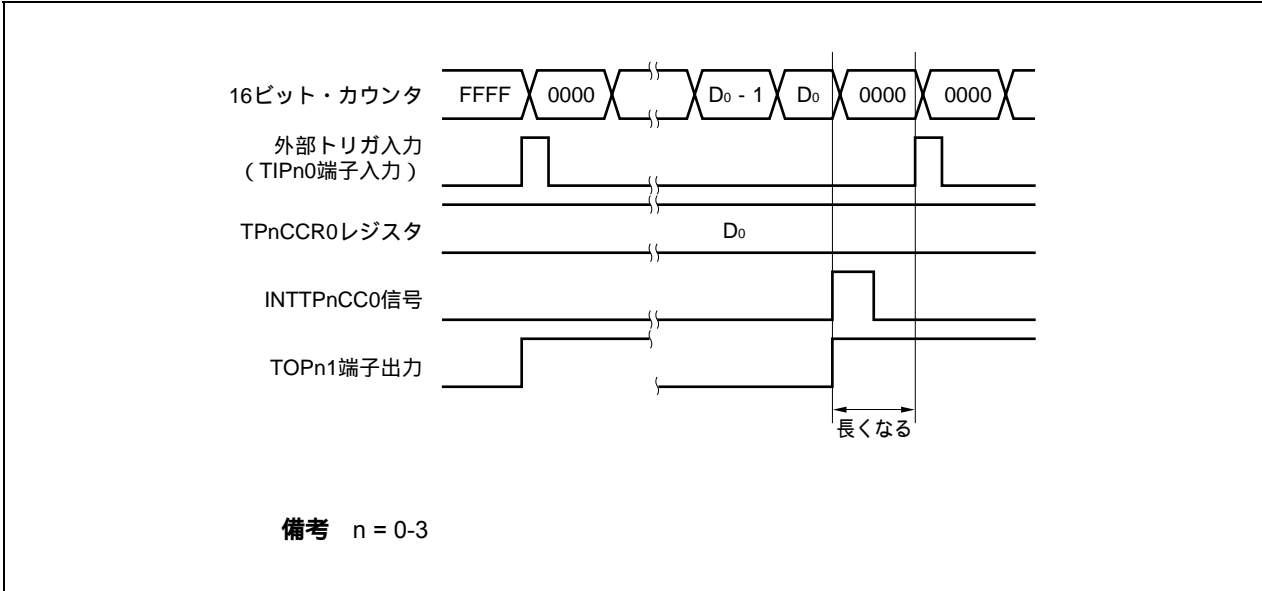 16ビット・カウンタ FFFF 0000 D0 - 1 D0 0000 0000
外部トリガ入力
(TIPn0端子入力)
TPnCCR0レジスタ D0
INTTPnCC0信号
TOPn1端子出力
長くなる
備考 n = 0-3